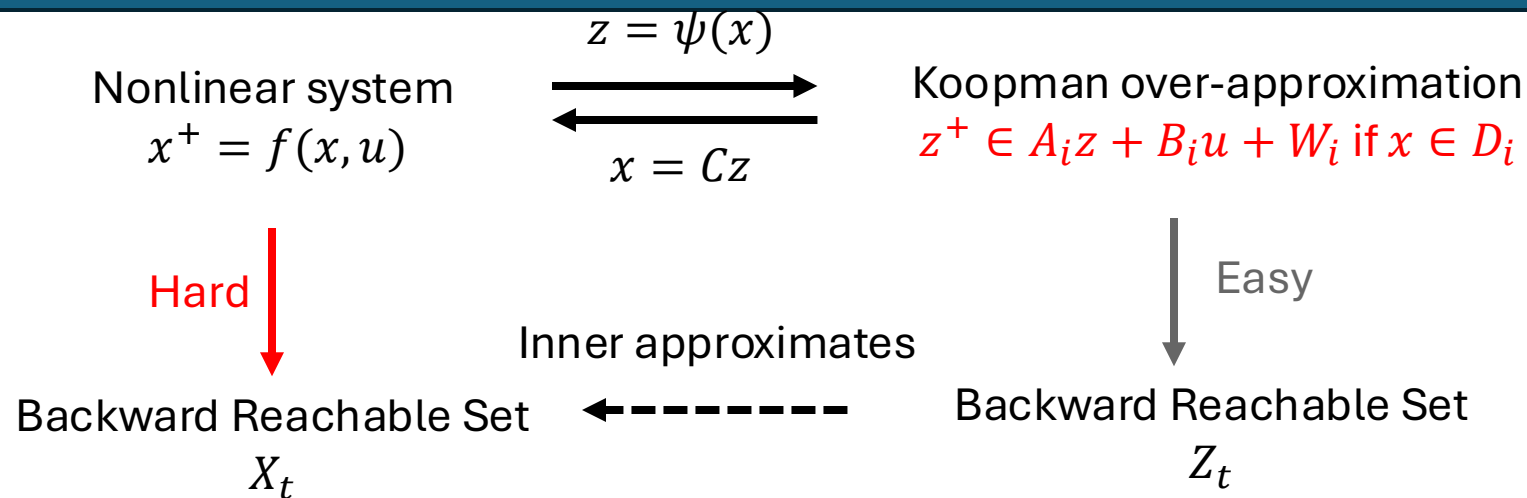 z = ψ(x)
Nonlinear system
x⁺ = f(x, u)
x = Cz
Koopman over-approximation
z⁺ ∈ Aᵢz + Bᵢu + Wᵢ if x ∈ Dᵢ
Hard
Easy
Inner approximates
Backward Reachable Set
Xₜ
Backward Reachable Set
Zₜ